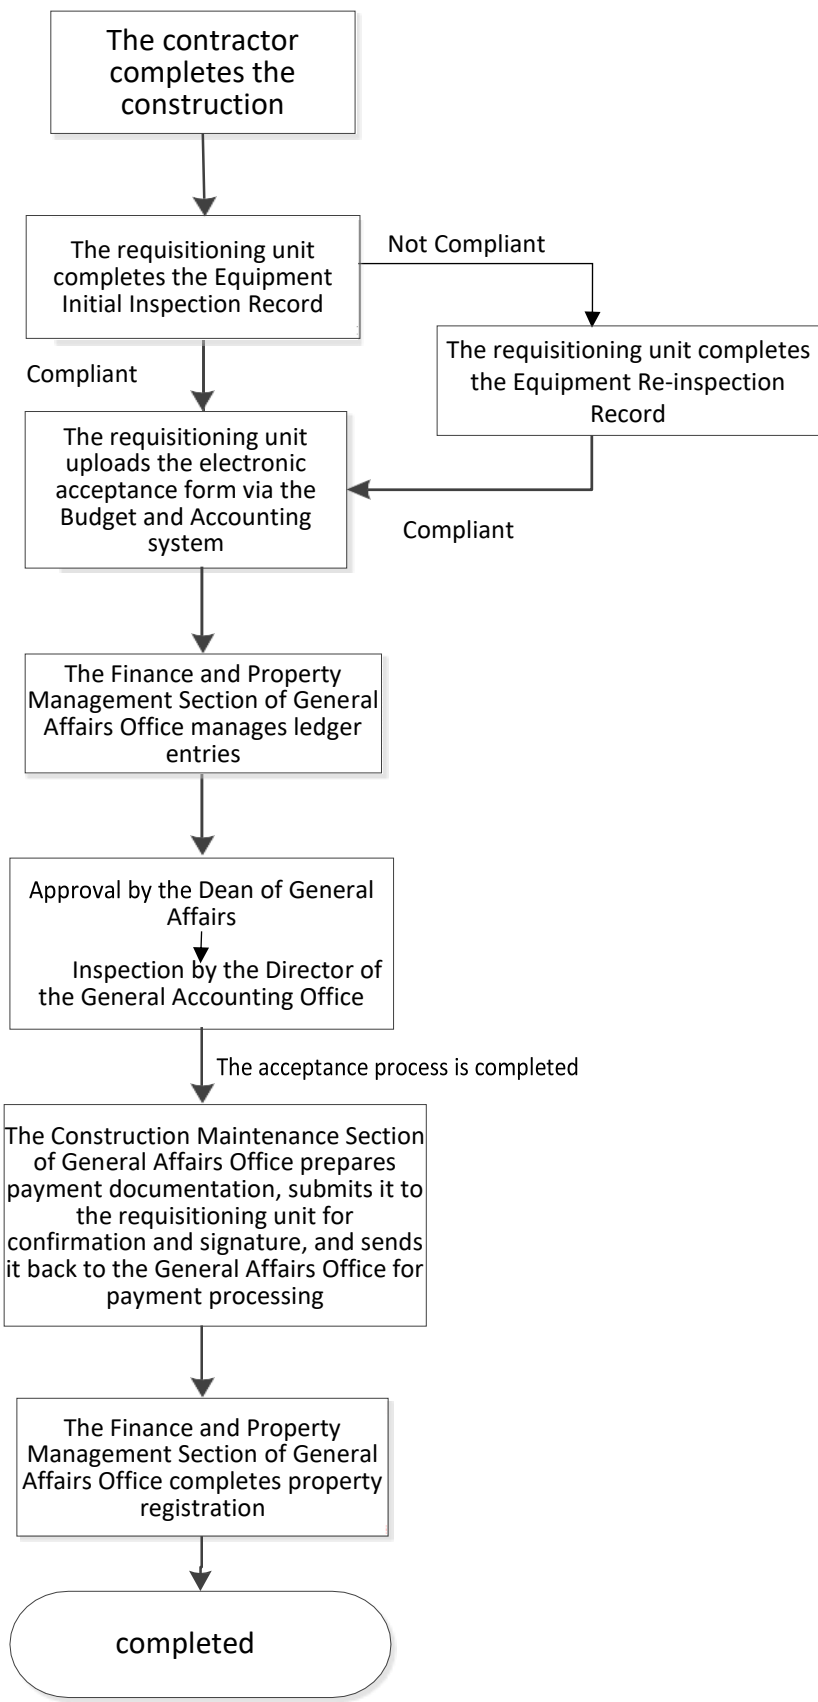 The contractor
completes the
construction
The requisitioning unit
completes the Equipment
Initial Inspection Record
Not Compliant
The requisitioning unit completes
the Equipment Re-inspection
Record
Compliant
The requisitioning unit
uploads the electronic
acceptance form via the
Budget and Accounting
system
Compliant
The Finance and Property
Management Section of General
Affairs Office manages ledger
entries
Approval by the Dean of General
Affairs
Inspection by the Director of
the General Accounting Office
The acceptance process is completed
The Construction Maintenance Section
of General Affairs Office prepares
payment documentation, submits it to
the requisitioning unit for
confirmation and signature, and sends
it back to the General Affairs Office for
payment processing
The Finance and Property
Management Section of General
Affairs Office completes property
registration
completed